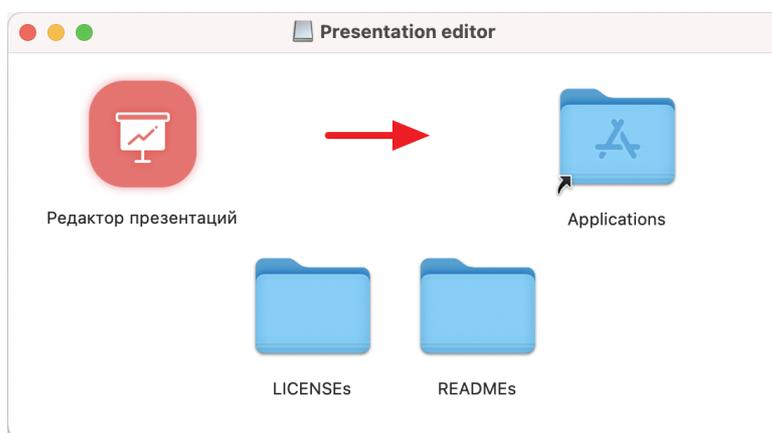 Presentation editor
Редактор презентаций
Applications
LICENSEs
READMEs